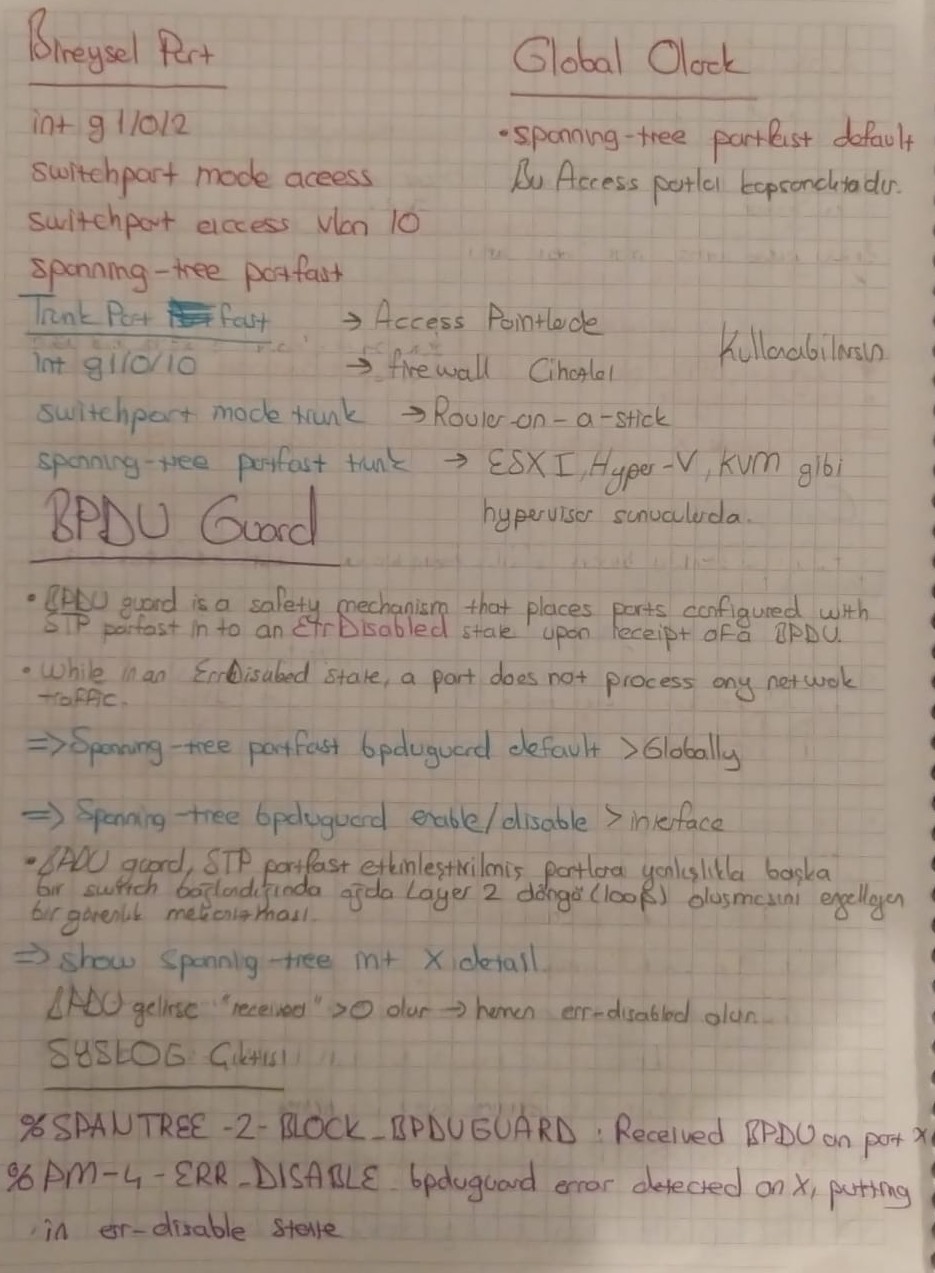 Bireysel Port
int g 1/0/2
switchport mode access
switchport access vlan 10
spanning-tree portfast
Global Olarak
•spanning-tree portfast default
Bu Access portları kapsamaktadır.
Trunk Port fast
int g1/0/10
switchport mode trunk
spanning-tree portfast trunk
→ Access Pointlede
→ firewall Cihazlal
→ Router-on-a-stick
→ ESXI, Hyper-V, KVM gibi
hypervisor sunucularda.
Kullanabilirsin
BPDU Guard
• BPDU guard is a safety mechanism that places ports configured with
STP portfast in to an ErrDisabled state upon receipt of a BPDU.
• While in an ErrDisabed state, a port does not process any netwok
traffic.
=> Spanning-tree portfast bpduguard default > Globally
=> Spanning-tree bpduguard enable/disable > interface
• BPDU guard, STP portfast etkinleştirilmiş portlara yanlışlıkla başka
bir switch bağlandığında ağda Layer 2 döngü (loop) oluşmasını engelleyen
bir güvenlik mekanizması.
=> show spannig-tree int X detail
BPDU gelirse "received" >0 olur → hemen err-disabled olur.
SYSLOG Çıktısı
%SPANTREE-2-BLOCK_BPDUGUARD: Received BPDU on port X
%PM-4-ERR_DISABLE bpduguard error detected on X, putting
in err-disable state